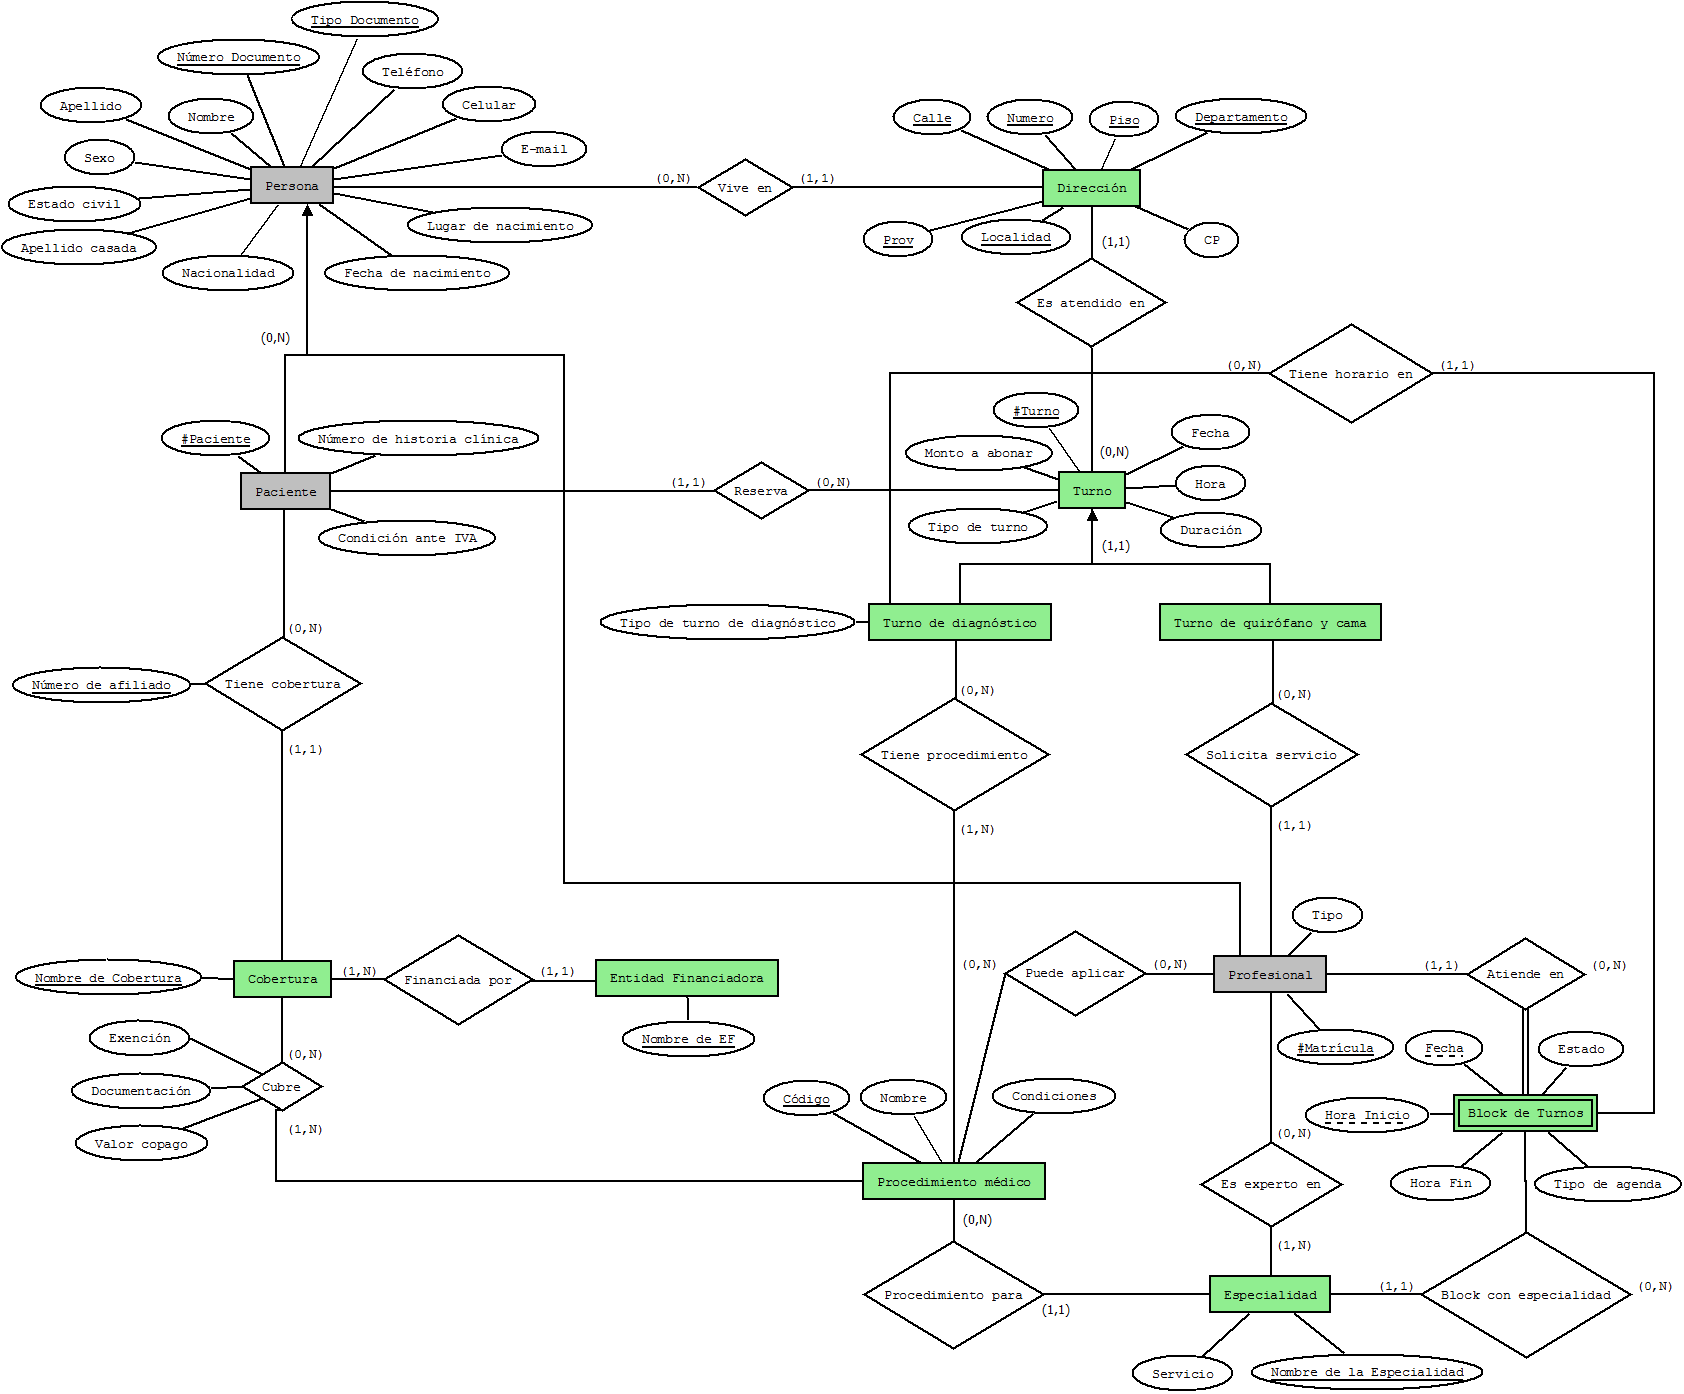 Tipo Documento
Número Documento
Teléfono
Apellido
Nombre
Celular
Sexo
E-mail
Persona
Estado civil
Apellido casada
Nacionalidad
Fecha de nacimiento
Lugar de nacimiento
(0,N)
Vive en
(1,1)
Calle
Numero
Piso
Departamento
Dirección
Prov
Localidad
CP
(1,1)
Es atendido en
(0,N)
(0,N)
Tiene horario en
(1,1)
#Turno
Fecha
Monto a abonar
(0,N)
Hora
Turno
Tipo de turno
Duración
(1,1)
#Paciente
Número de historia clínica
Paciente
Condición ante IVA
(1,1)
Reserva
(0,N)
Tipo de turno de diagnóstico
Turno de diagnóstico
Turno de quirófano y cama
(0,N)
Número de afiliado
Tiene cobertura
(1,1)
(0,N)
Tiene procedimiento
(1,N)
(0,N)
Solicita servicio
(1,1)
Tipo
Nombre de Cobertura
Cobertura
(1,N)
Financiada por
(1,1)
Entidad Financiadora
Nombre de EF
(0,N)
Puede aplicar
(0,N)
Profesional
(1,1)
Atiende en
(0,N)
#Matrícula
Fecha
Estado
Exención
(0,N)
Documentación
Cubre
Valor copago
(1,N)
Código
Nombre
Condiciones
Hora Inicio
Block de Turnos
Procedimiento médico
Hora Fin
Tipo de agenda
(0,N)
Es experto en
(1,N)
(0,N)
Procedimiento para
(1,1)
Especialidad
(1,1)
Block con especialidad
(0,N)
Servicio
Nombre de la Especialidad